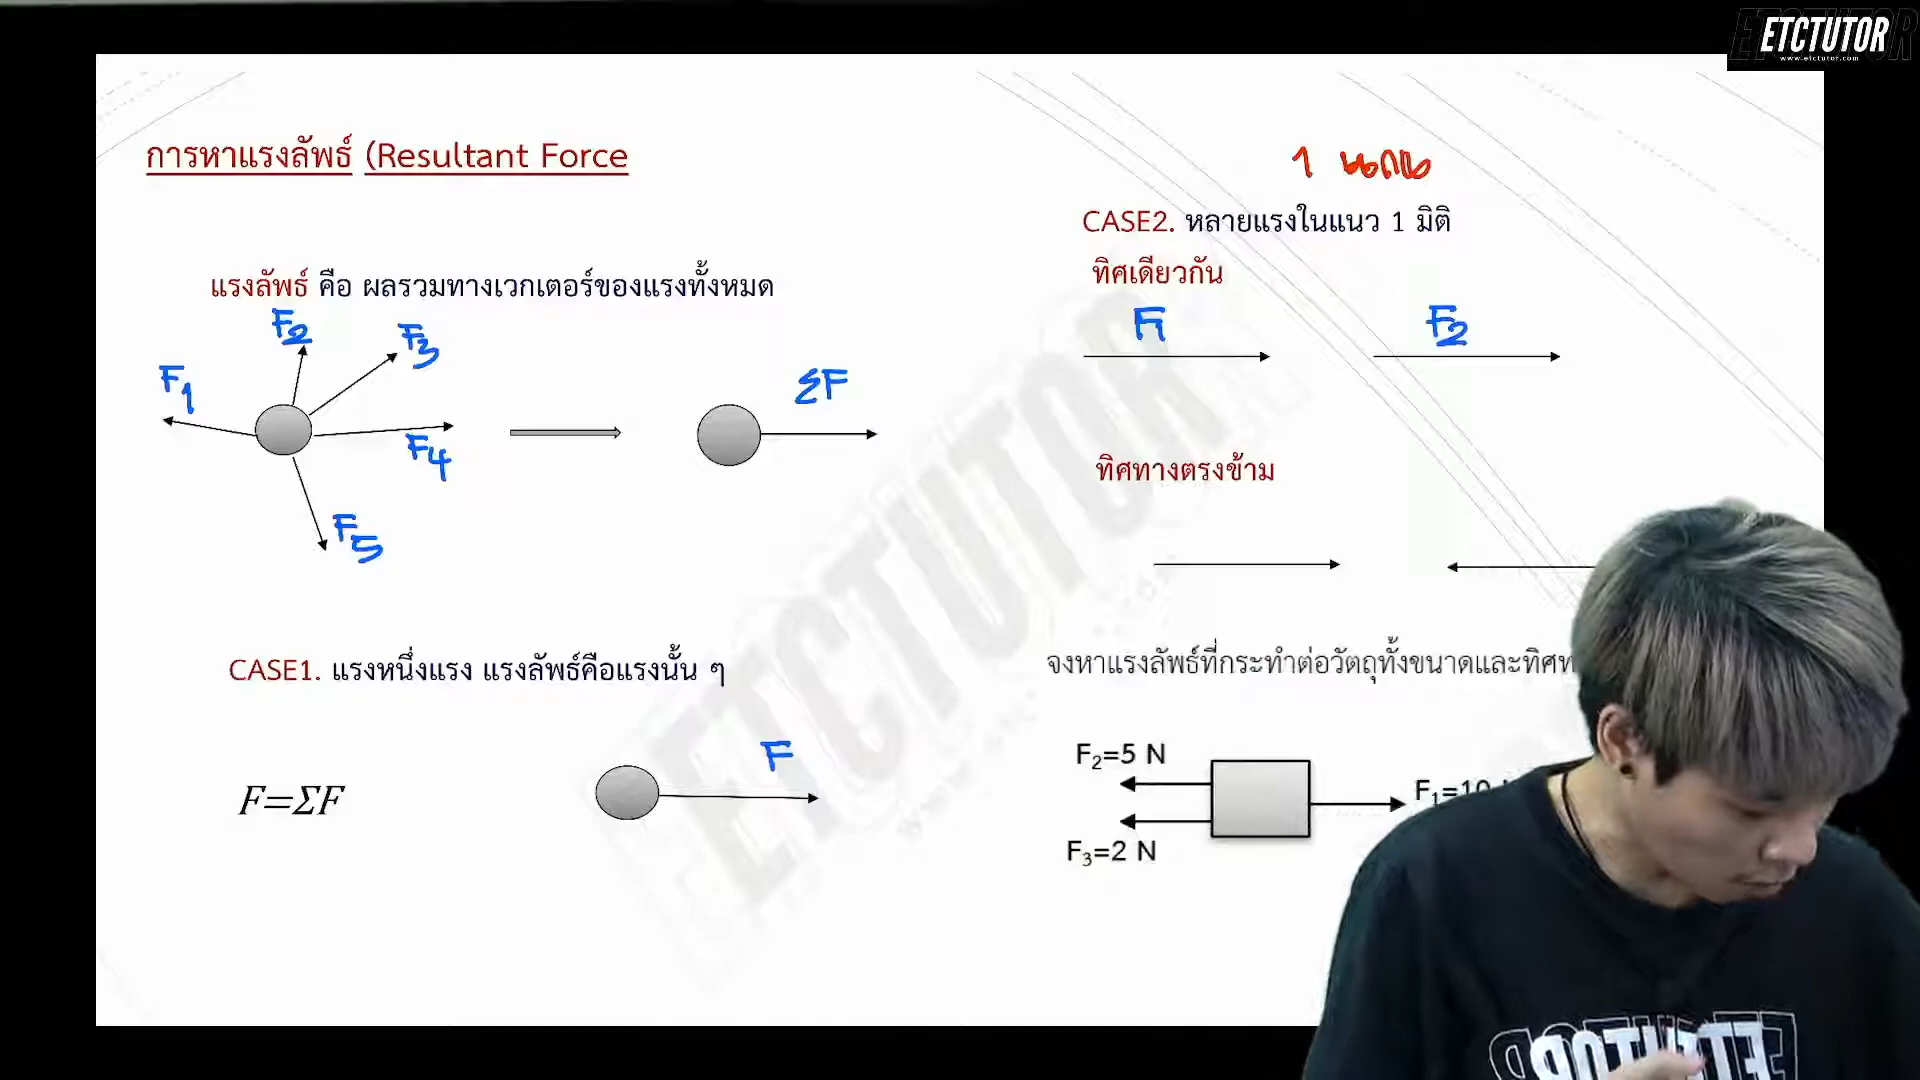 ETCTUTOR
www.etctutor.com
การหาแรงลัพธ์ (Resultant Force
แรงลัพธ์ คือ ผลรวมทางเวกเตอร์ของแรงทั้งหมด
F2
F3
F1
F4
F5
ΣF
CASE1. แรงหนึ่งแรง แรงลัพธ์คือแรงนั้น ๆ
F=ΣF
F
1
CASE2. หลายแรงในแนว 1 มิติ
ทิศเดียวกัน
F1
F2
ทิศทางตรงข้าม
จงหาแรงลัพธ์ที่กระทำต่อวัตถุทั้งขนาดและ
F₂=5 N
F₁=10
F₃=2 N
ETCTUTOR